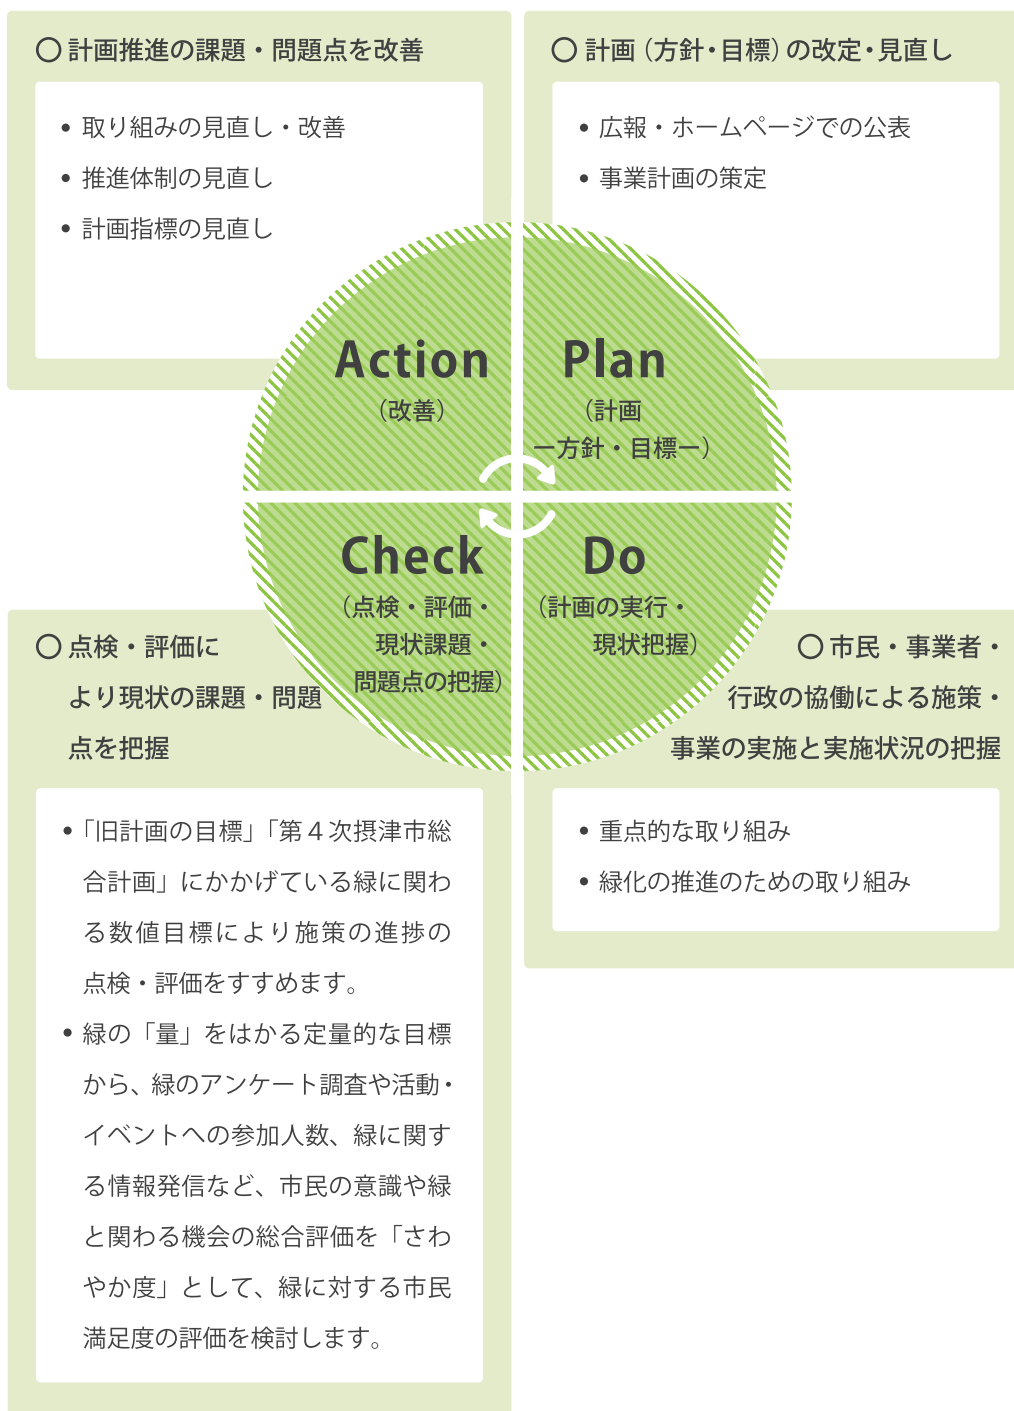 〇 計画推進の課題・問題点を改善
• 取り組みの見直し・改善
• 推進体制の見直し
• 計画指標の見直し
〇 計画（方針・目標）の改定・見直し
• 広報・ホームページでの公表
• 事業計画の策定
Action
（改善）
Plan
（計画
ー方針・目標ー）
Check
（点検・評価・
現状課題・
問題点の把握）
Do
（計画の実行・
現状把握）
〇 点検・評価に
より現状の課題・問題
点を把握
• 「旧計画の目標」「第４次摂津市総
合計画」にかかげている緑に関わ
る数値目標により施策の進捗の
点検・評価をすすめます。
• 緑の「量」をはかる定量的な目標
から、緑のアンケート調査や活動・
イベントへの参加人数、緑に関す
る情報発信など、市民の意識や緑
と関わる機会の総合評価を「さわ
やか度」として、緑に対する市民
満足度の評価を検討します。
〇 市民・事業者・
行政の協働による施策・
事業の実施と実施状況の把握
• 重点的な取り組み
• 緑化の推進のための取り組み